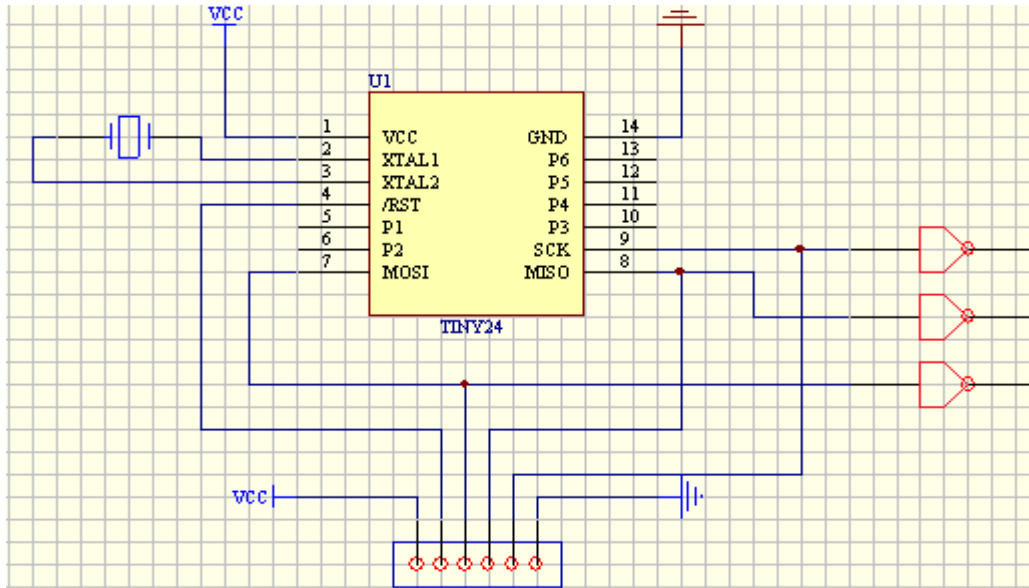 VCC
U1
1 VCC GND 14
2 XTAL1 P6 13
3 XTAL2 P5 12
4 /RST P4 11
5 P1 P3 10
6 P2 SCK 9
7 MOSI MISO 8
TINY24
VCC